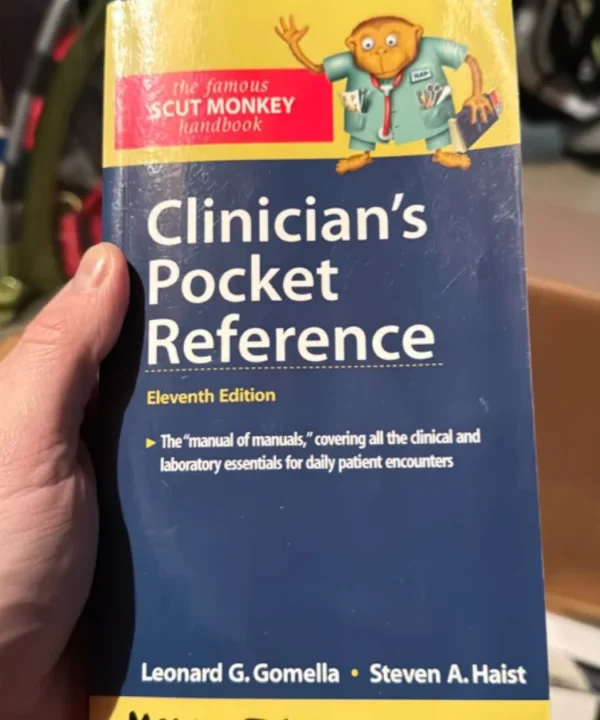 the famous
SCUT MONKEY
handbook
Clinician's
Pocket
Reference
Eleventh Edition
The "manual of manuals," covering all the clinical and
laboratory essentials for daily patient encounters
Leonard G. Gomella • Steven A. Haist